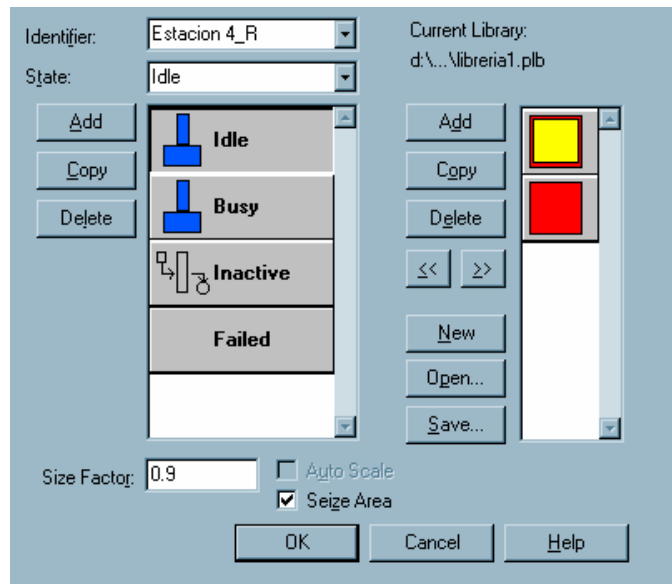 Identifier:
Estacion 4_R
State:
Idle
Add
Copy
Delete
Idle
Busy
Inactive
Failed
Current Library:
d:\...\libreria1.plb
Add
Copy
Delete
<<
>>
New
Open...
Save...
Size Factor:
0.9
Auto Scale
Seize Area
OK
Cancel
Help